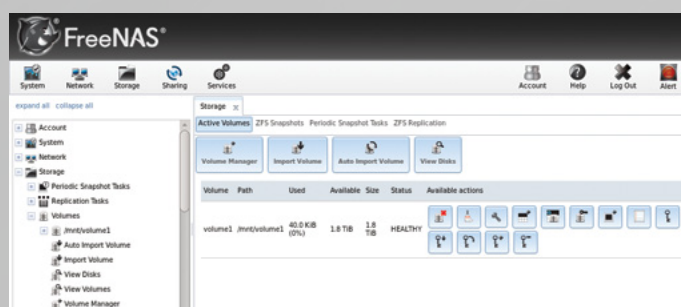 FreeNAS®
System Network Storage Sharing Services Account Help Log Out Alert
expand all collapse all
Storage x
Active Volumes ZFS Snapshots Periodic Snapshot Tasks ZFS Replication
Volume Manager Import Volume Auto Import Volume View Disks
Account
System
Network
Storage
Periodic Snapshot Tasks
Replication Tasks
Volumes
/mnt/volume1
Auto Import Volume
Import Volume
View Disks
View Volumes
Volume Manager
Volume Path Used Available Size Status Available actions
volume1 /mnt/volume1 40.0 KiB (0%) 1.8 TiB 1.8 TiB HEALTHY